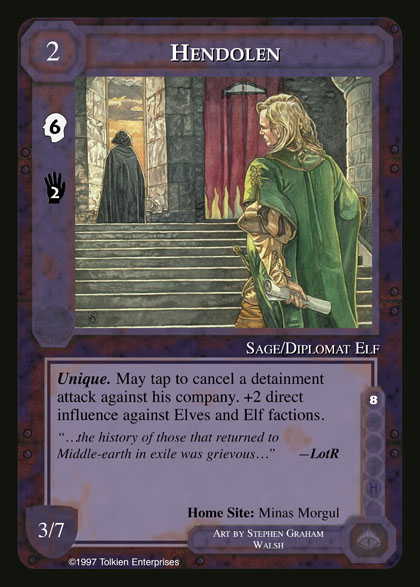 2
Hendolen
6
2
Sage/Diplomat Elf
Unique. May tap to cancel a detainment
attack against his company. +2 direct
influence against Elves and Elf factions.
“…the history of those that returned to
Middle-earth in exile was grievous…” —LotR
8
H
Home Site: Minas Morgul
3/7
Art by Stephen Graham
Walsh
©1997 Tolkien Enterprises